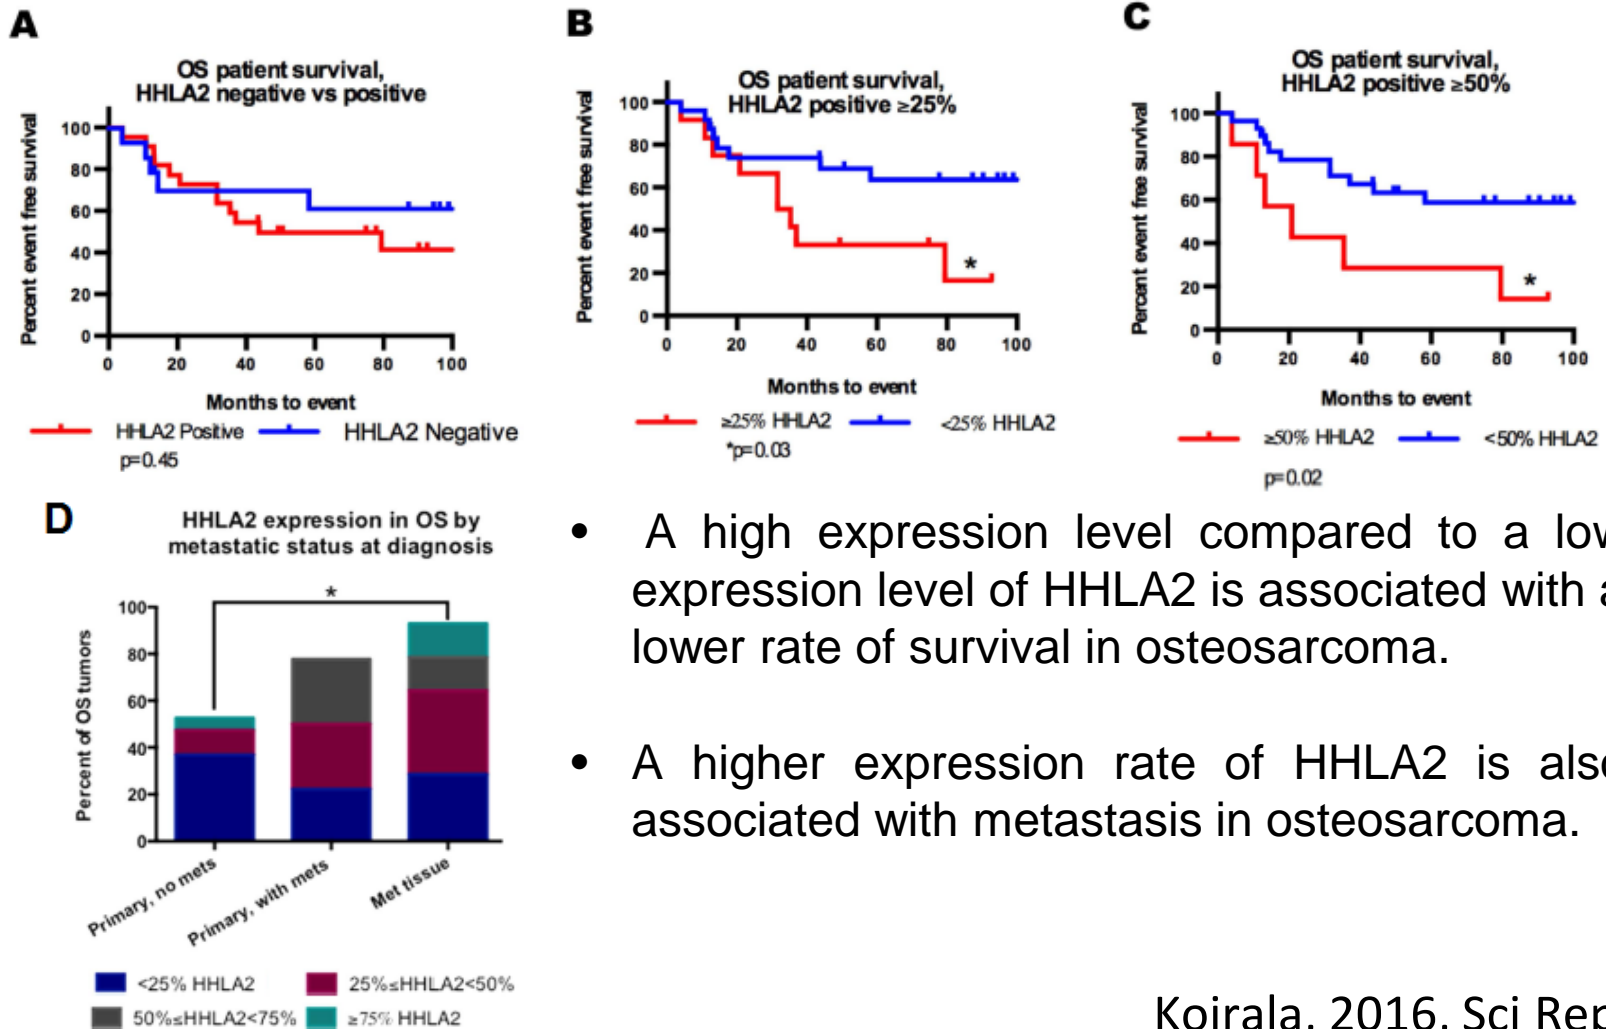 A
OS patient survival,
HHLA2 negative vs positive
Percent event free survival
100
80
60
40
20
0
0 20 40 60 80 100
Months to event
HHLA2 Positive HHLA2 Negative
p=0.45
B
OS patient survival,
HHLA2 positive ≥25%
Percent event free survival
100
80
60
40
20
0
0 20 40 60 80 100
Months to event
≥25% HHLA2 <25% HHLA2
*p=0.03
*
C
OS patient survival,
HHLA2 positive ≥50%
Percent event free survival
100
80
60
40
20
0
0 20 40 60 80 100
Months to event
≥50% HHLA2 <50% HHLA2
p=0.02
*
D
HHLA2 expression in OS by
metastatic status at diagnosis
*
Percent of OS tumors
100
80
60
40
20
0
Primary, no mets
Primary, with mets
Met tissue
<25% HHLA2 25%≤HHLA2<50%
50%≤HHLA2<75% ≥75% HHLA2
• A high expression level compared to a low
expression level of HHLA2 is associated with a
lower rate of survival in osteosarcoma.
• A higher expression rate of HHLA2 is also
associated with metastasis in osteosarcoma.
Koirala. 2016. Sci Rep